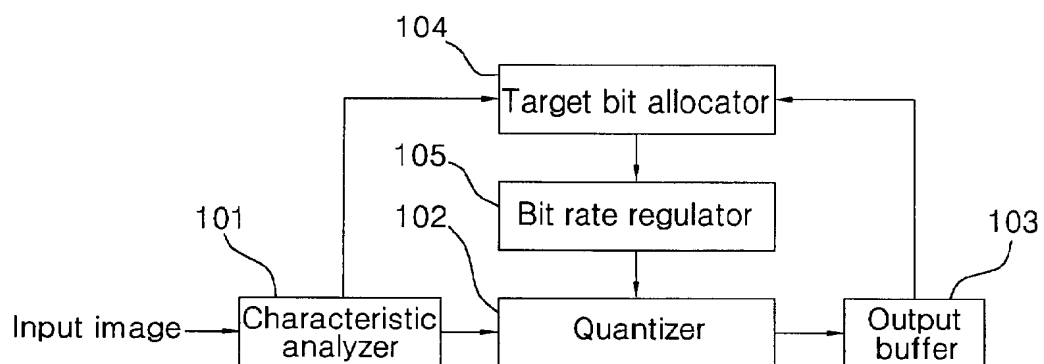 104
Target bit allocator
105
Bit rate regulator
101
102
103
Input image
Characteristic
analyzer
Quantizer
Output
buffer